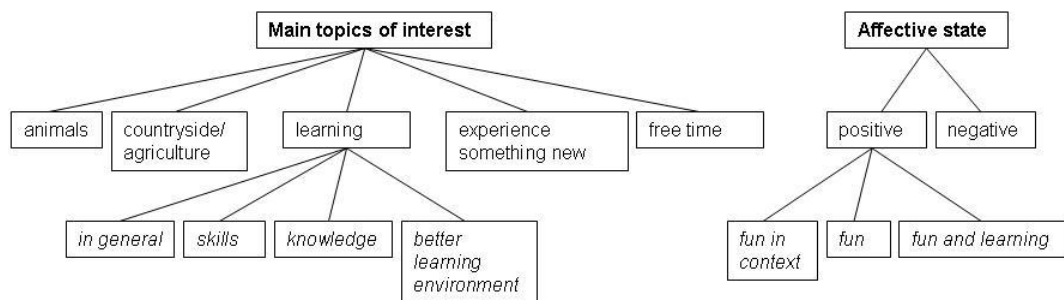 Main topics of interest
Affective state
animals
countryside/
agriculture
learning
experience
something new
free time
positive
negative
in general
skills
knowledge
better
learning
environment
fun in
context
fun
fun and learning